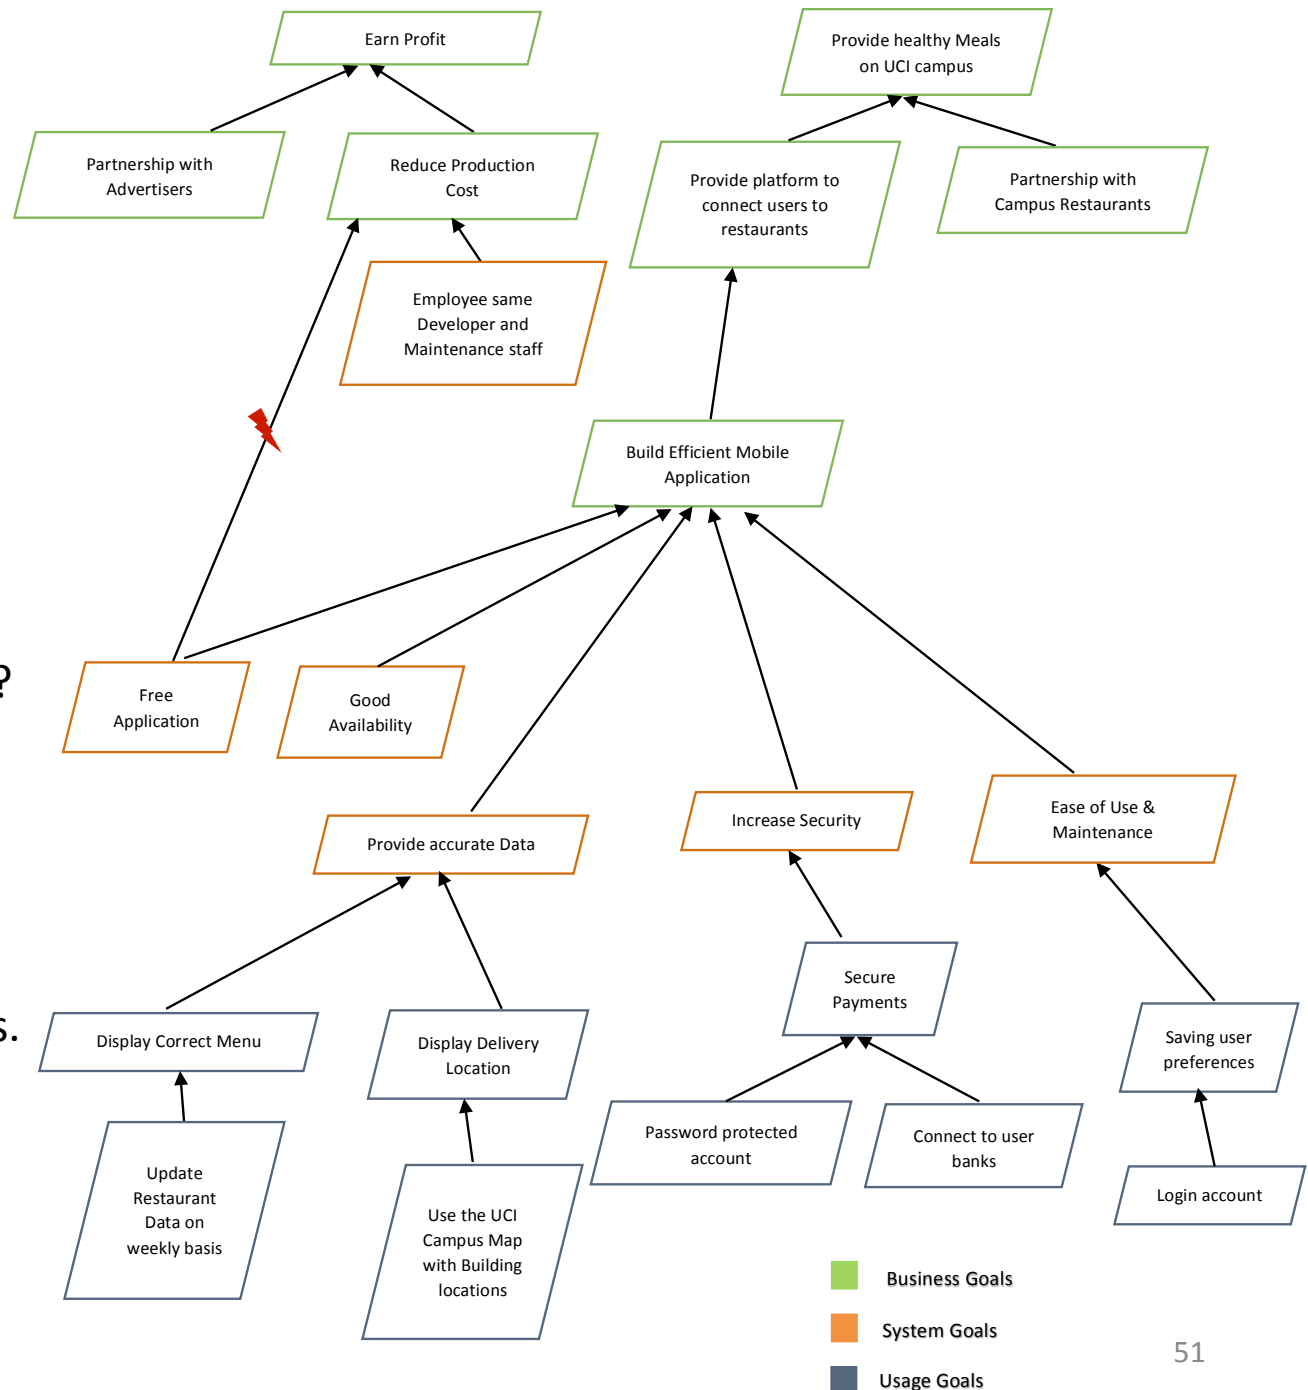 Earn Profit
Provide healthy Meals
on UCI campus
Partnership with
Advertisers
Reduce Production
Cost
Provide platform to
connect users to
restaurants
Partnership with
Campus Restaurants
Employee same
Developer and
Maintenance staff
Build Efficient Mobile
Application
?
Free
Application
Good
Availability
Provide accurate Data
Increase Security
Ease of Use &
Maintenance
s.
Display Correct Menu
Display Delivery
Location
Secure
Payments
Saving user
preferences
Update
Restaurant
Data on
weekly basis
Use the UCI
Campus Map
with Building
locations
Password protected
account
Connect to user
banks
Login account
Business Goals
System Goals
Usage Goals
51